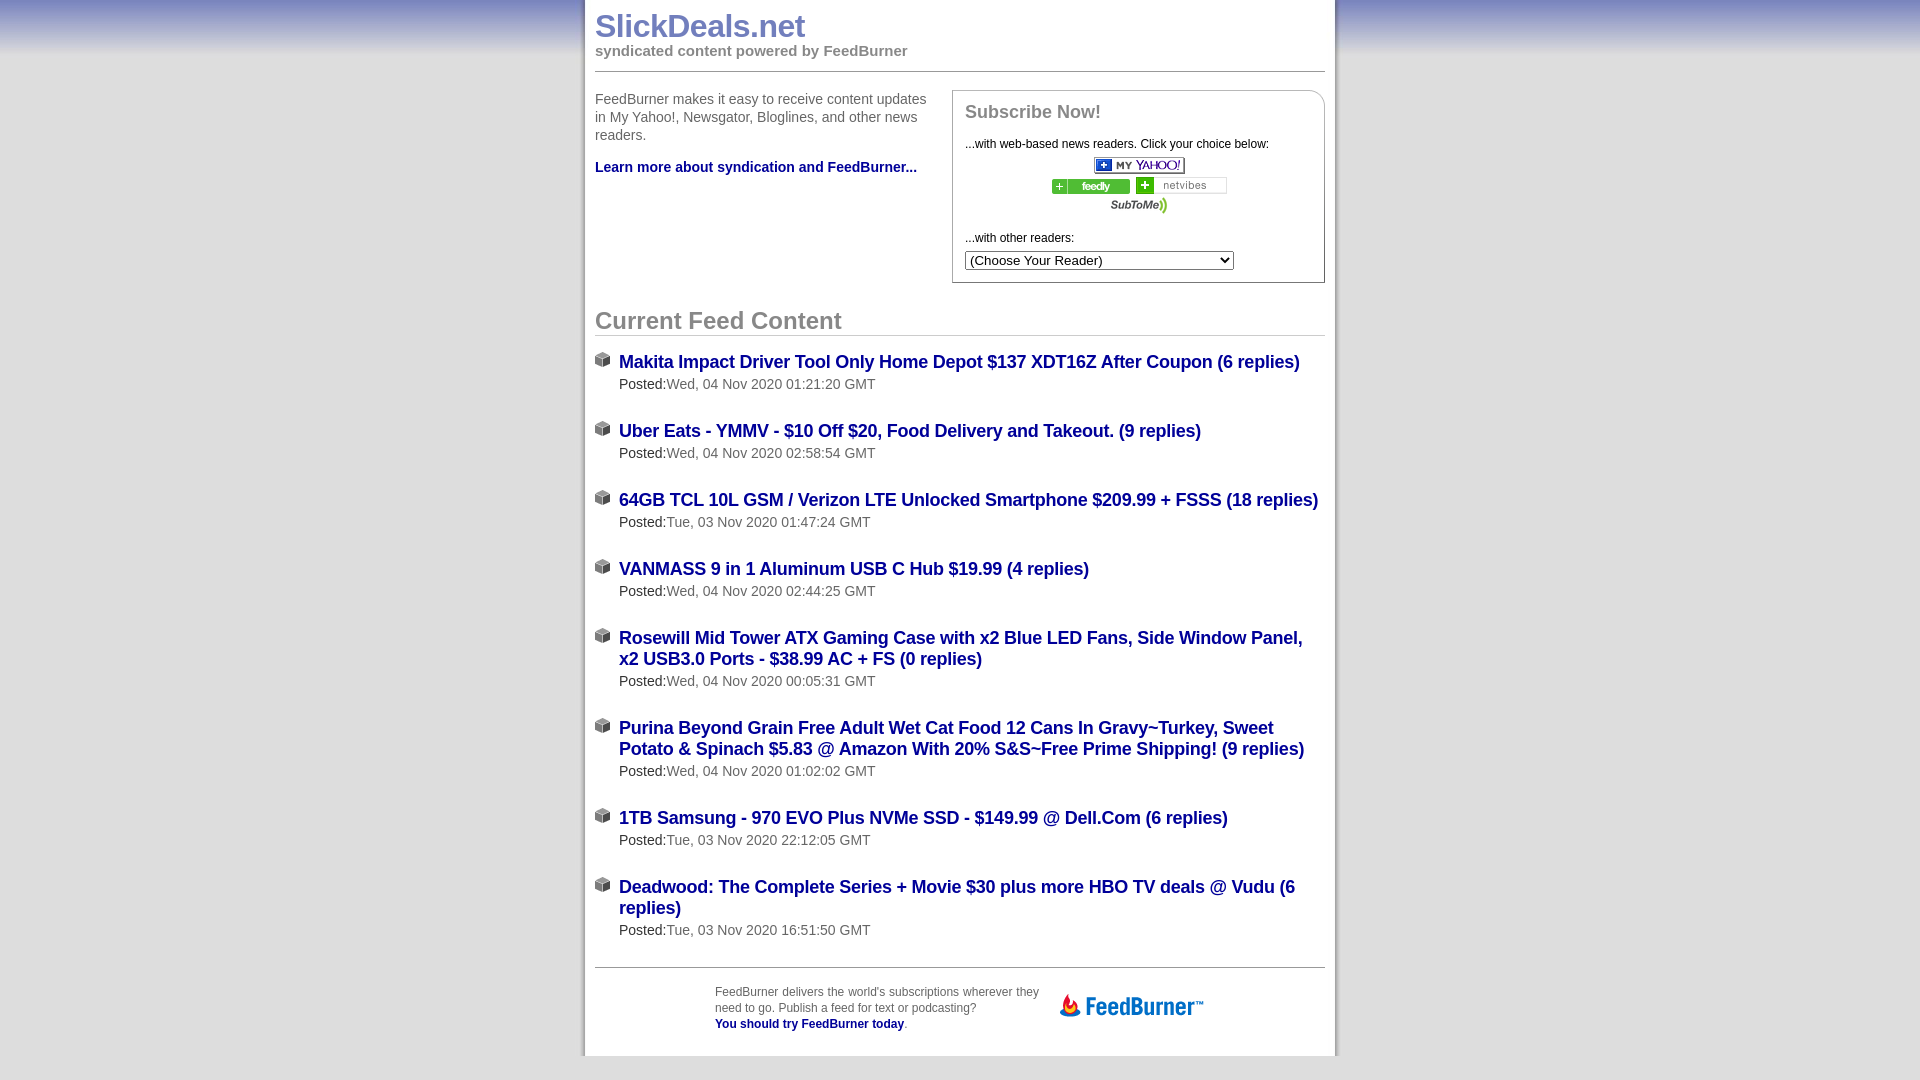 SlickDeals.net
syndicated content powered by FeedBurner
FeedBurner makes it easy to receive content updates
in My Yahoo!, Newsgator, Bloglines, and other news
readers.
Learn more about syndication and FeedBurner...
Subscribe Now!
...with web-based news readers. Click your choice below:
MY YAHOO!
feedly
netvibes
SubToMe
...with other readers:
(Choose Your Reader)
Current Feed Content
Makita Impact Driver Tool Only Home Depot $137 XDT16Z After Coupon (6 replies)
Posted:Wed, 04 Nov 2020 01:21:20 GMT
Uber Eats - YMMV - $10 Off $20, Food Delivery and Takeout. (9 replies)
Posted:Wed, 04 Nov 2020 02:58:54 GMT
64GB TCL 10L GSM / Verizon LTE Unlocked Smartphone $209.99 + FSSS (18 replies)
Posted:Tue, 03 Nov 2020 01:47:24 GMT
VANMASS 9 in 1 Aluminum USB C Hub $19.99 (4 replies)
Posted:Wed, 04 Nov 2020 02:44:25 GMT
Rosewill Mid Tower ATX Gaming Case with x2 Blue LED Fans, Side Window Panel,
x2 USB3.0 Ports - $38.99 AC + FS (0 replies)
Posted:Wed, 04 Nov 2020 00:05:31 GMT
Purina Beyond Grain Free Adult Wet Cat Food 12 Cans In Gravy~Turkey, Sweet
Potato & Spinach $5.83 @ Amazon With 20% S&S~Free Prime Shipping! (9 replies)
Posted:Wed, 04 Nov 2020 01:02:02 GMT
1TB Samsung - 970 EVO Plus NVMe SSD - $149.99 @ Dell.Com (6 replies)
Posted:Tue, 03 Nov 2020 22:12:05 GMT
Deadwood: The Complete Series + Movie $30 plus more HBO TV deals @ Vudu (6
replies)
Posted:Tue, 03 Nov 2020 16:51:50 GMT
FeedBurner delivers the world's subscriptions wherever they
need to go. Publish a feed for text or podcasting?
You should try FeedBurner today.
FeedBurner™